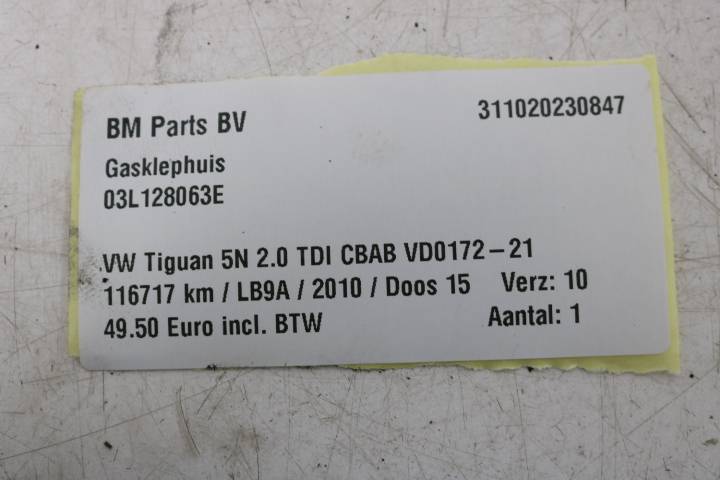 BM Parts BV 311020230847
Gasklephuis
03L128063E
VW Tiguan 5N 2.0 TDI CBAB VD0172-21
116717 km / LB9A / 2010 / Doos 15 Verz: 10
49.50 Euro incl. BTW Aantal: 1